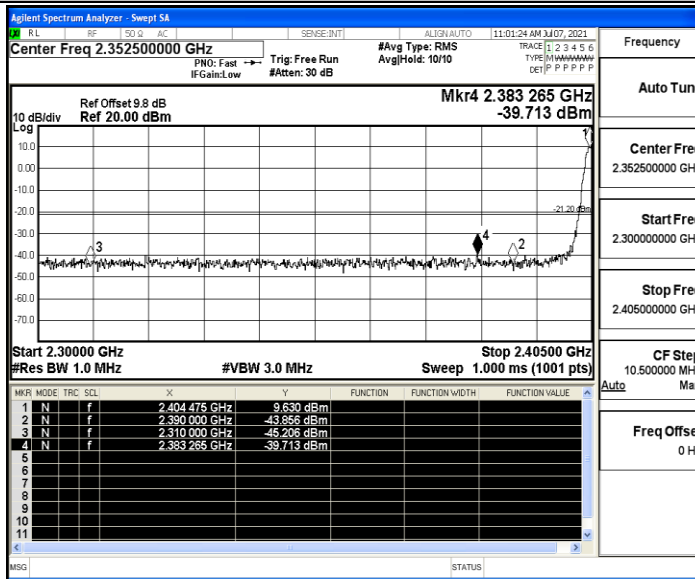 Agilent Spectrum Analyzer - Swept SA
LXI RL RF 50 Ω AC SENSE:INT ALIGN AUTO 11:01:24 AM Jul 07, 2021
Center Freq 2.352500000 GHz
PNO: Fast
IFGain:Low
Trig: Free Run
#Atten: 30 dB
#Avg Type: RMS
Avg|Hold: 10/10
TRACE 1 2 3 4 5 6
TYPE M
DET P P P P P P
Frequency
Auto Tun
Center Fre
2.352500000 GH
Start Fre
2.300000000 GH
Stop Fre
2.405000000 GH
CF Step
10.500000 MH
Auto Ma
Freq Offse
0 H
Ref Offset 9.8 dB
10 dB/div Ref 20.00 dBm
Log
Mkr4 2.383 265 GHz
-39.713 dBm
10.0
0.00
-10.0
-20.0
-30.0
-40.0
-50.0
-60.0
-70.0
1
-21.20 dBm
3
4
2
Start 2.30000 GHz Stop 2.40500 GHz
#Res BW 1.0 MHz #VBW 3.0 MHz Sweep 1.000 ms (1001 pts)
MKR MODE TRC SCL X Y FUNCTION FUNCTION WIDTH FUNCTION VALUE
1 N f 2.404 475 GHz 9.630 dBm
2 N f 2.390 000 GHz -43.856 dBm
3 N f 2.310 000 GHz -45.206 dBm
4 N f 2.383 265 GHz -39.713 dBm
5
6
7
8
9
10
11
MSG STATUS